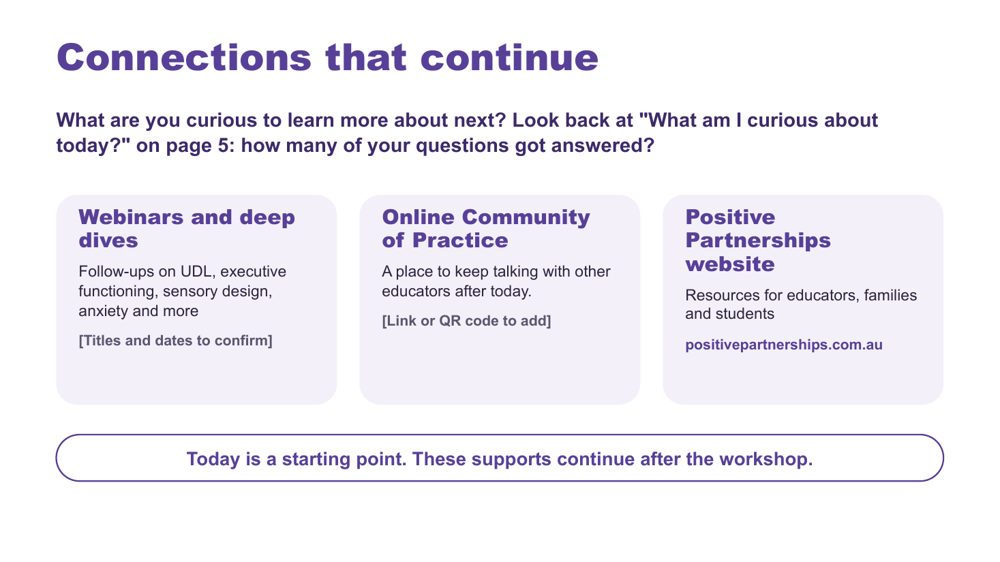 Connections that continue
What are you curious to learn more about next? Look back at "What am I curious about
today?" on page 5: how many of your questions got answered?
Webinars and deep
dives
Follow-ups on UDL, executive
functioning, sensory design,
anxiety and more
[Titles and dates to confirm]
Online Community
of Practice
A place to keep talking with other
educators after today.
[Link or QR code to add]
Positive
Partnerships
website
Resources for educators, families
and students
positivepartnerships.com.au
Today is a starting point. These supports continue after the workshop.